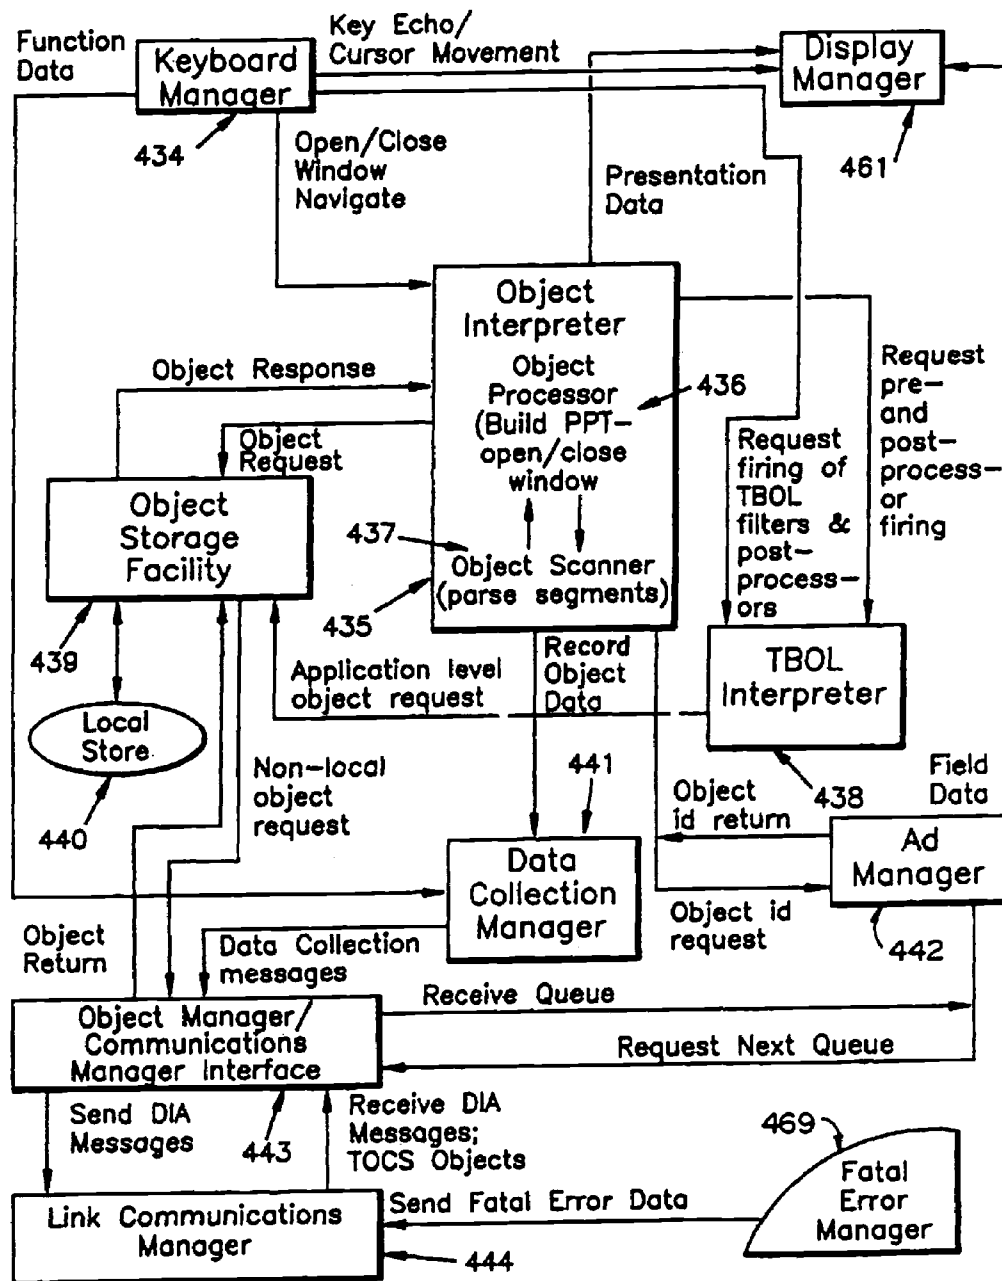 Function
Data
Keyboard
Manager
434
Key Echo/
Cursor Movement
Display
Manager
461
Open/Close
Window
Navigate
Presentation
Data
Object
Interpreter
Object
Processor
(Build PPT-
open/close
window
436
437
Object Scanner
(parse segments)
435
Object Response
Object
Request
Object
Storage
Facility
439
Request
firing of
TBOL
filters &
post-
process-
ors
Request
pre-
and
post-
process-
or
firing
TBOL
Interpreter
438
Application level
object request
Record
Object
Data
Local
Store
440
Non-local
object
request
441
Data
Collection
Manager
Object
id return
Field
Data
Ad
Manager
442
Object id
request
Object
Return
Data Collection
messages
Receive Queue
Request Next Queue
Object Manager/
Communications
Manager Interface
443
Send DIA
Messages
Receive DIA
Messages;
TOCS Objects
469
Fatal
Error
Manager
Send Fatal Error Data
Link Communications
Manager
444